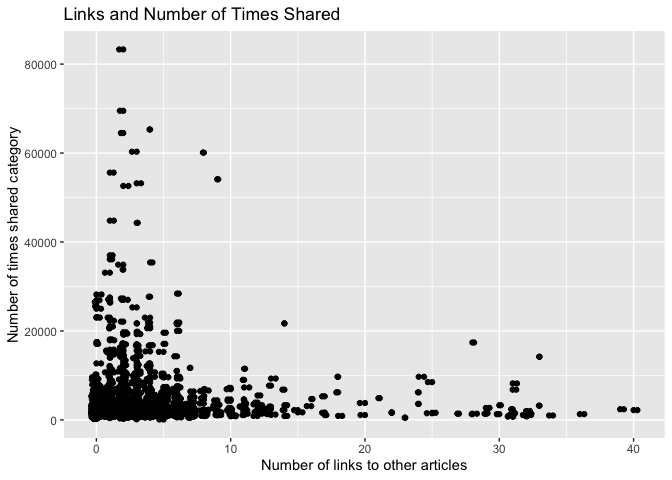 Links and Number of Times Shared
80000
60000
40000
20000
0
Number of times shared category
0 10 20 30 40
Number of links to other articles